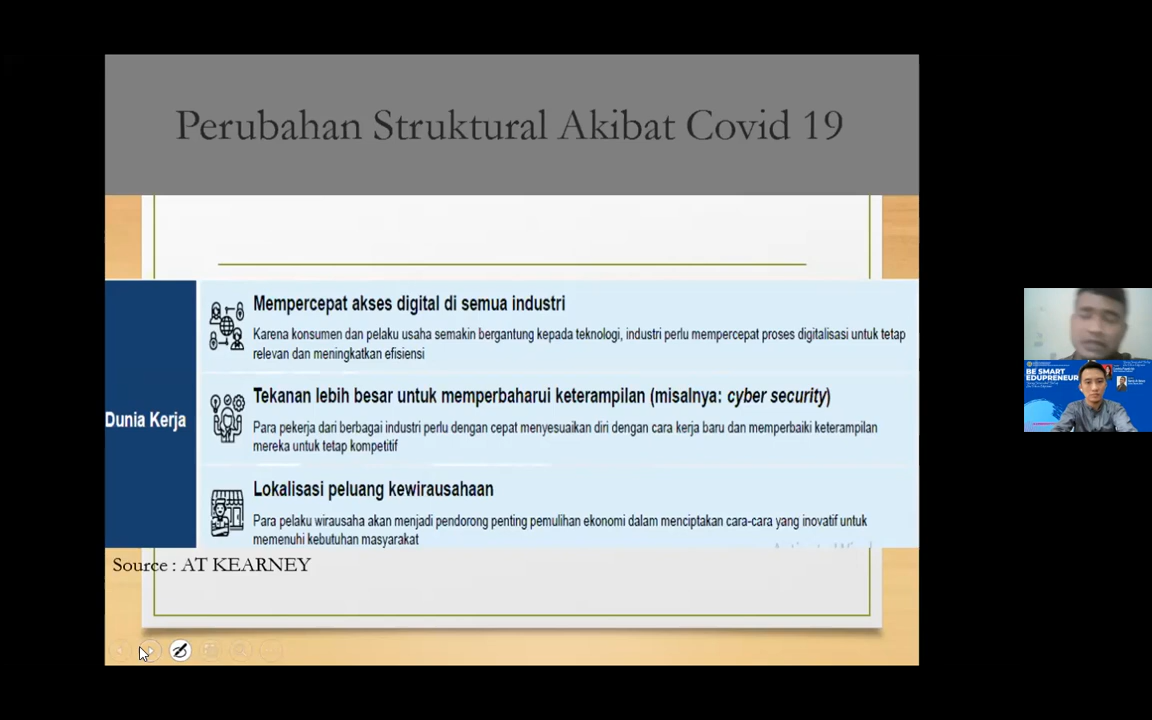 Perubahan Struktural Akibat Covid 19
Dunia Kerja
Mempercepat akses digital di semua industri
Karena konsumen dan pelaku usaha semakin bergantung kepada teknologi, industri perlu mempercepat proses digitalisasi untuk tetap
relevan dan meningkatkan efisiensi
Tekanan lebih besar untuk memperbaharui keterampilan (misalnya: cyber security)
Para pekerja dari berbagai industri perlu dengan cepat menyesuaikan diri dengan cara kerja baru dan memperbaiki keterampilan
mereka untuk tetap kompetitif
Lokalisasi peluang kewirausahaan
Para pelaku wirausaha akan menjadi pendorong penting pemulihan ekonomi dalam menciptakan cara-cara yang inovatif untuk
memenuhi kebutuhan masyarakat
Source : AT KEARNEY
BE SMART
EDUPRENEUR